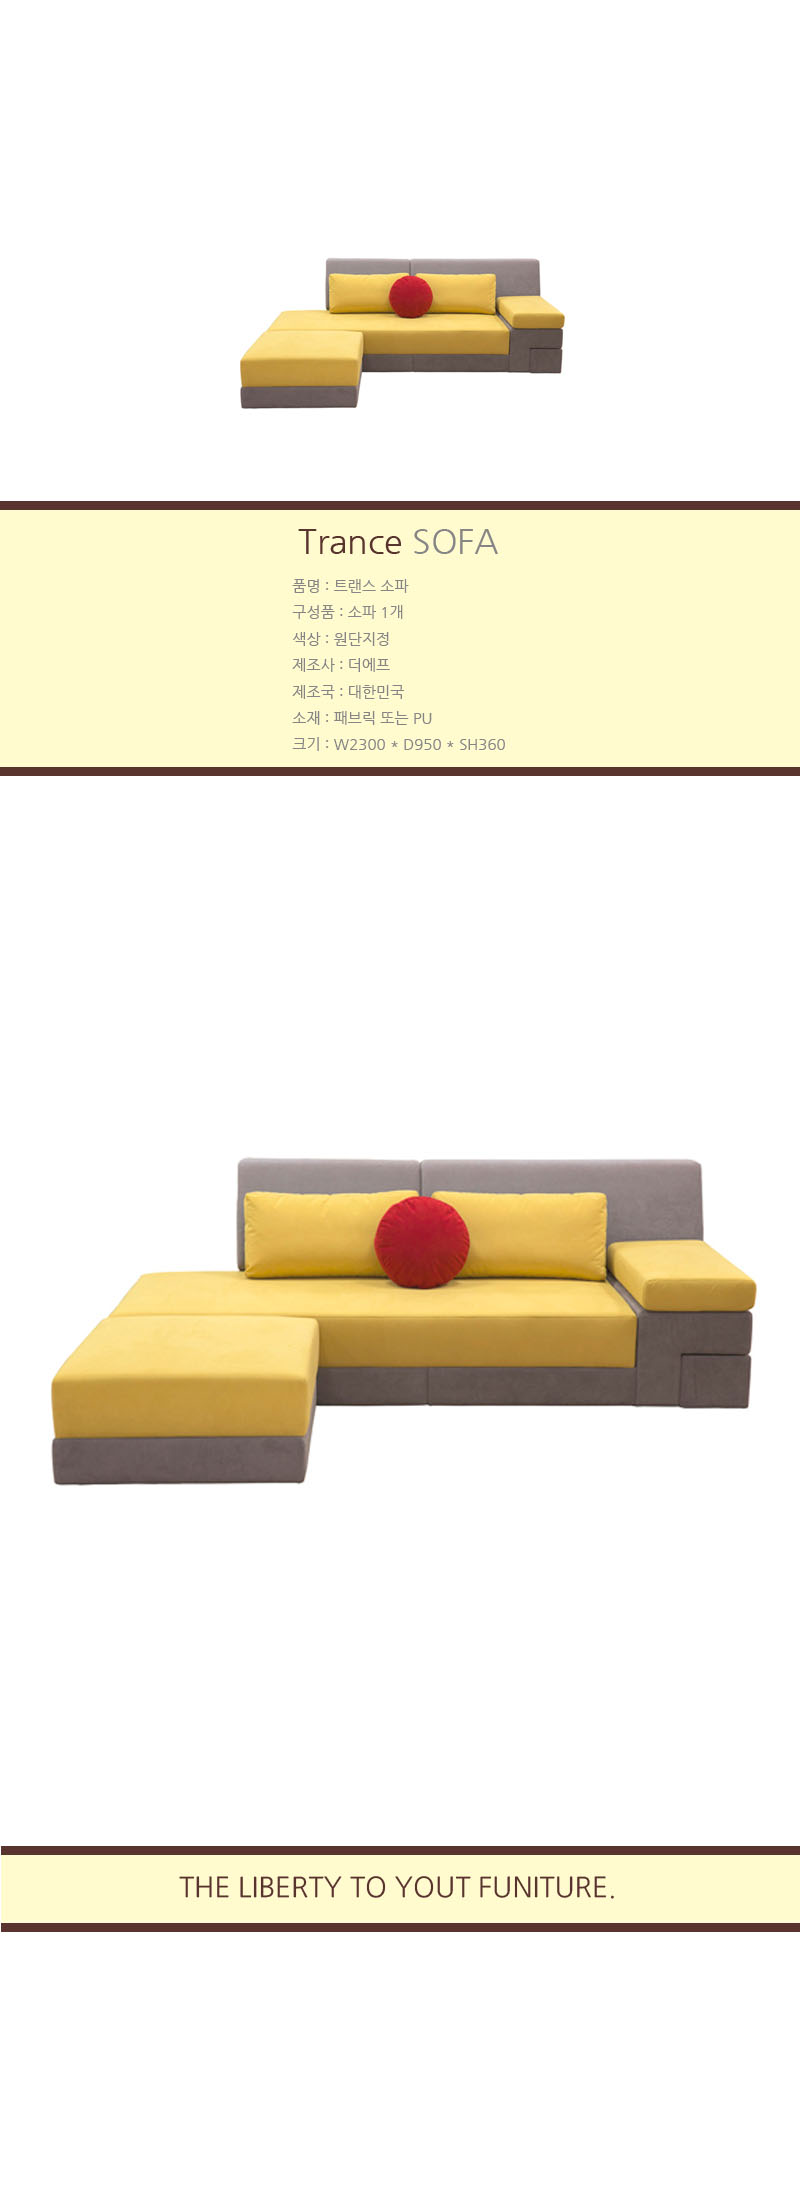 Trance SOFA
품명 : 트랜스 소파
구성품 : 소파 1개
색상 : 원단지정
제조사 : 더에프
제조국 : 대한민국
소재 : 패브릭 또는 PU
크기 : W2300 * D950 * SH360
THE LIBERTY TO YOUT FUNITURE.